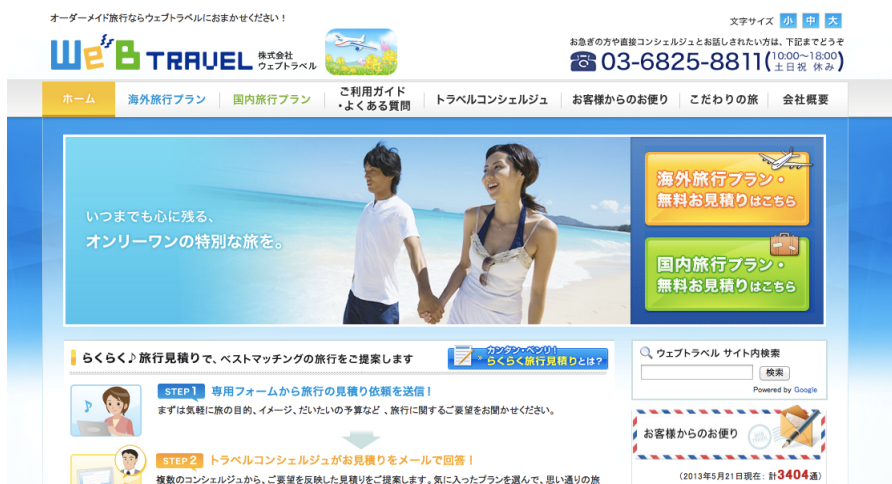 オーダーメイド旅行ならウェブトラベルにおまかせください！
文字サイズ 小 中 大
WeB TRAVEL 株式会社
ウェブトラベル
お急ぎの方や直接コンシェルジュとお話しされたい方は、下記までどうぞ
03-6825-8811(10:00〜18:00
土日祝 休み)
ホーム 海外旅行プラン 国内旅行プラン ご利用ガイド
・よくある質問 トラベルコンシェルジュ お客様からのお便り こだわりの旅 会社概要
いつまでも心に残る、
オンリーワンの特別な旅を。
海外旅行プラン・
無料お見積りはこちら
国内旅行プラン・
無料お見積りはこちら
らくらく♪旅行見積りで、ベストマッチングの旅行をご提案します
カンタン・ベンリ！
らくらく旅行見積りとは？
STEP1 専用フォームから旅行の見積り依頼を送信！
まずは気軽に旅の目的、イメージ、だいたいの予算など、旅行に関するご要望をお聞かせください。
STEP2 トラベルコンシェルジュがお見積りをメールで回答！
複数のコンシェルジュから、ご要望を反映した見積りをご提案します。気に入ったプランを選んで、思い通りの旅
ウェブトラベル サイト内検索
検索
Powered by Google
お客様からのお便り
(2013年5月21日現在: 計3404通)